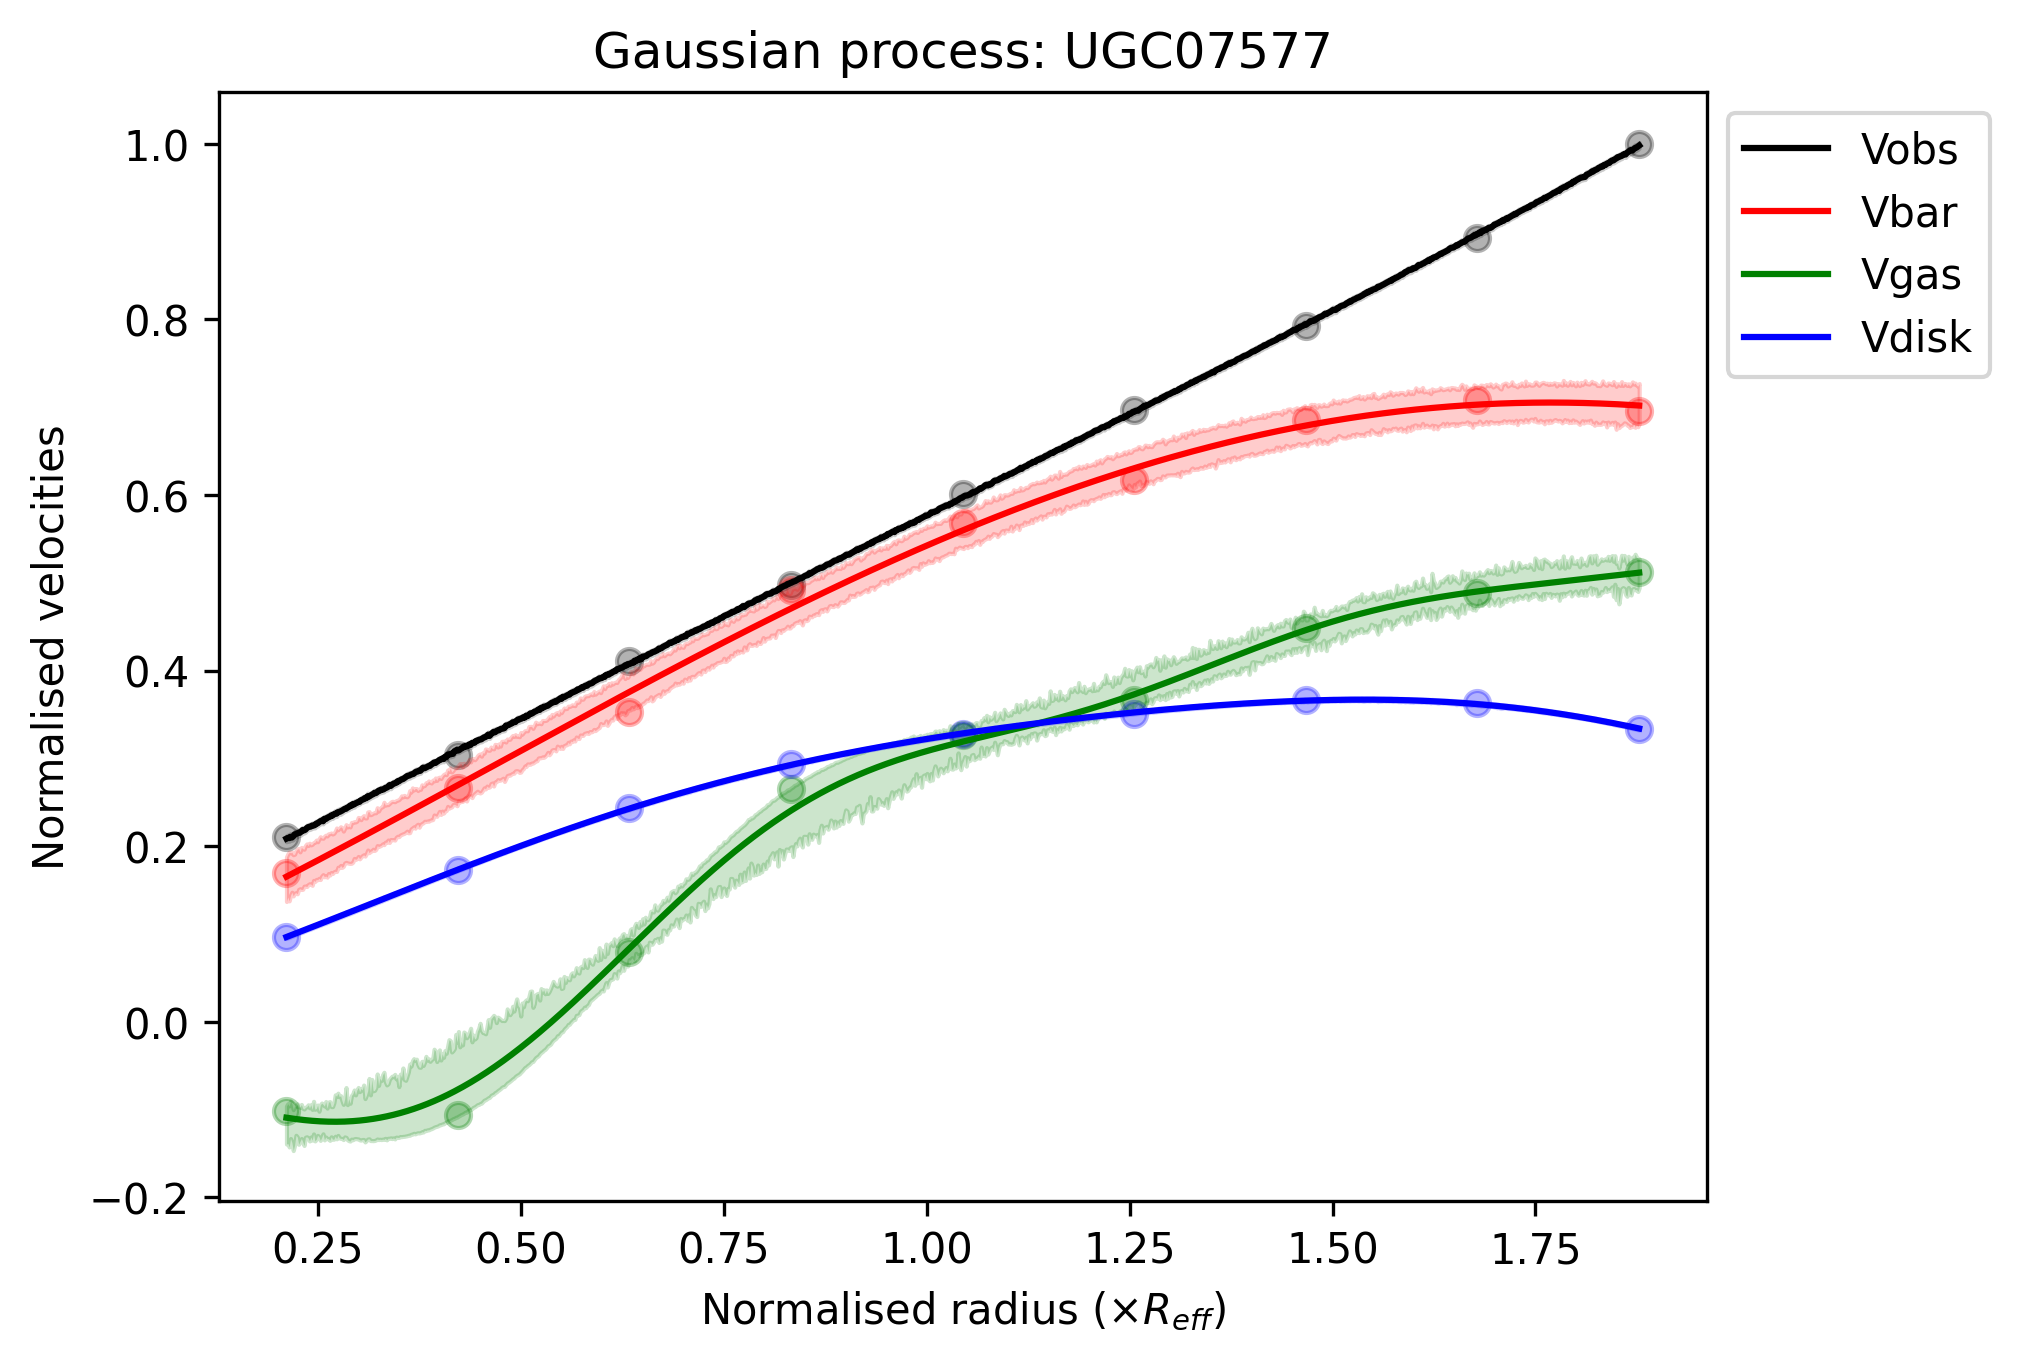 Gaussian process: UGC07577
Vobs
Vbar
Vgas
Vdisk
Normalised velocities
1.0
0.8
0.6
0.4
0.2
0.0
−0.2
0.25 0.50 0.75 1.00 1.25 1.50 1.75
Normalised radius (×R_eff)